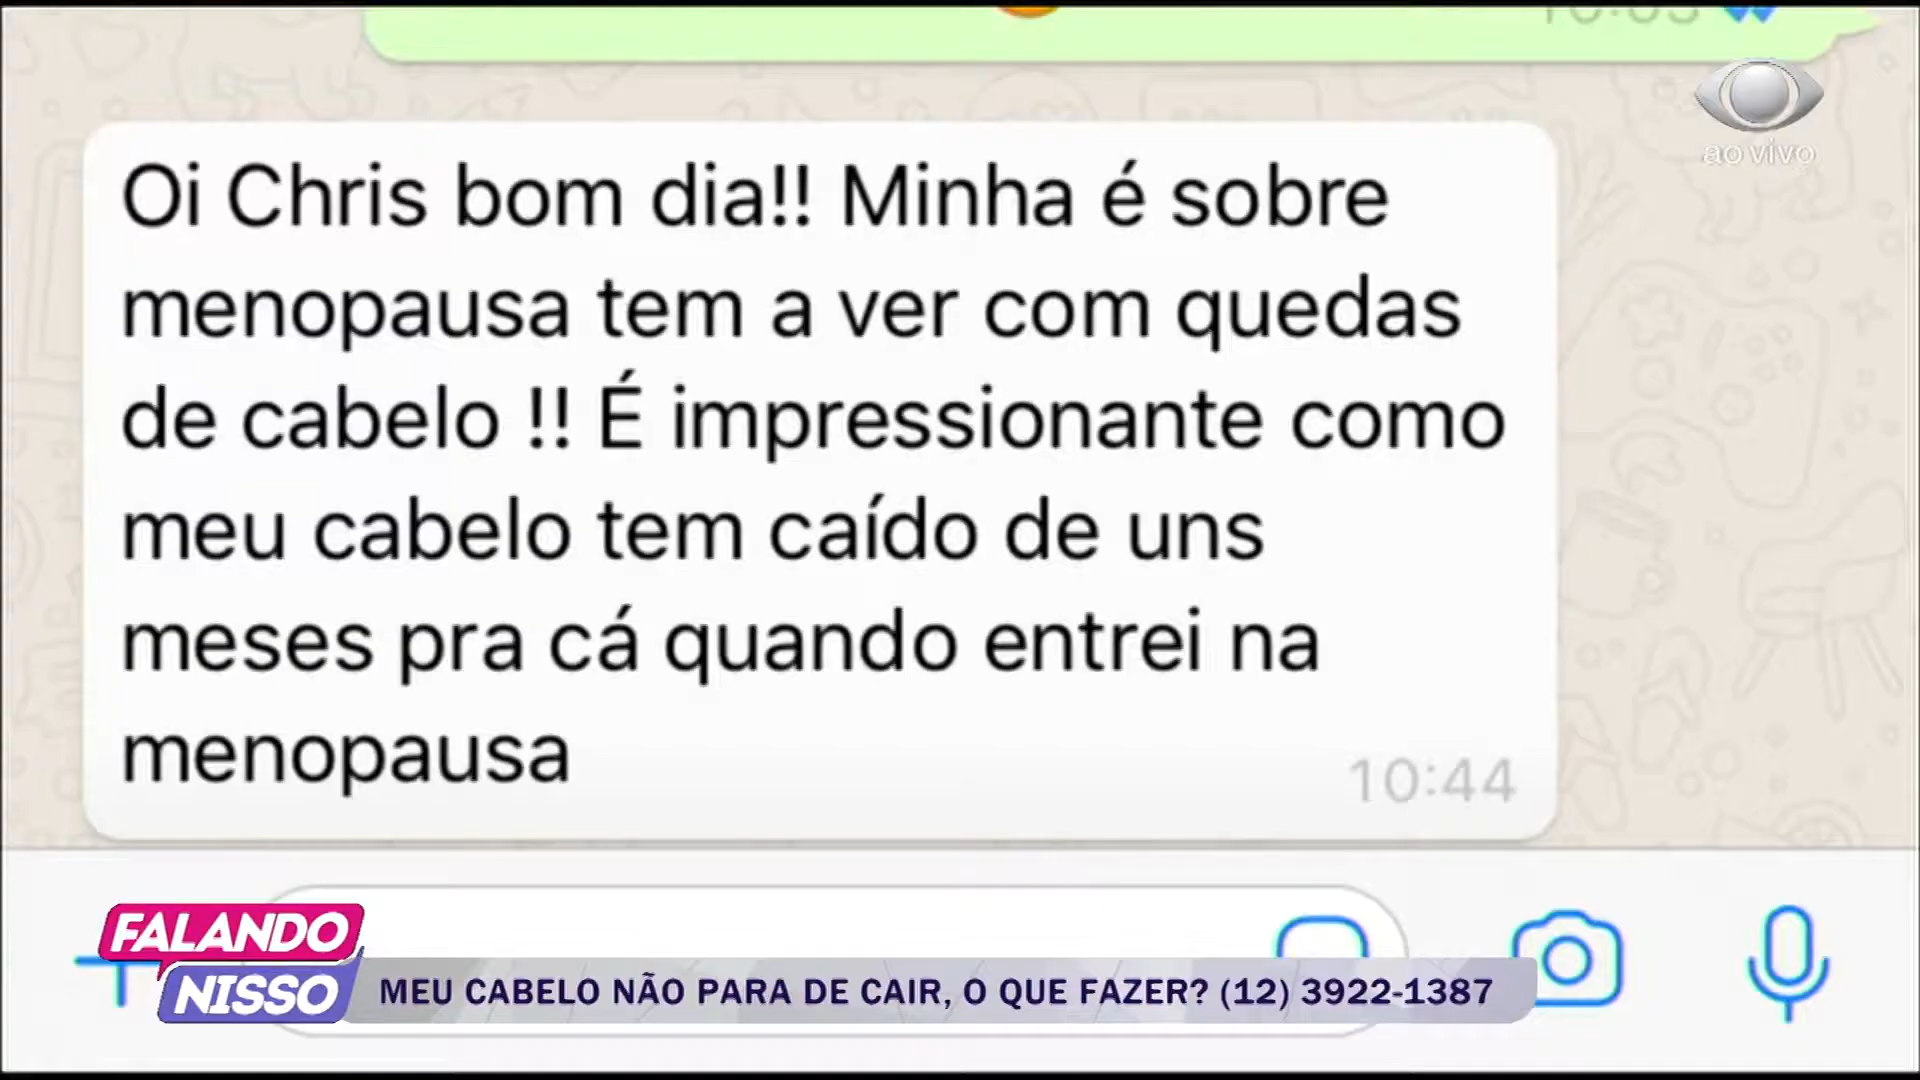 ao vivo
Oi Chris bom dia!! Minha é sobre
menopausa tem a ver com quedas
de cabelo !! É impressionante como
meu cabelo tem caído de uns
meses pra cá quando entrei na
menopausa
10:44
FALANDO
NISSO
MEU CABELO NÃO PARA DE CAIR, O QUE FAZER? (12) 3922-1387